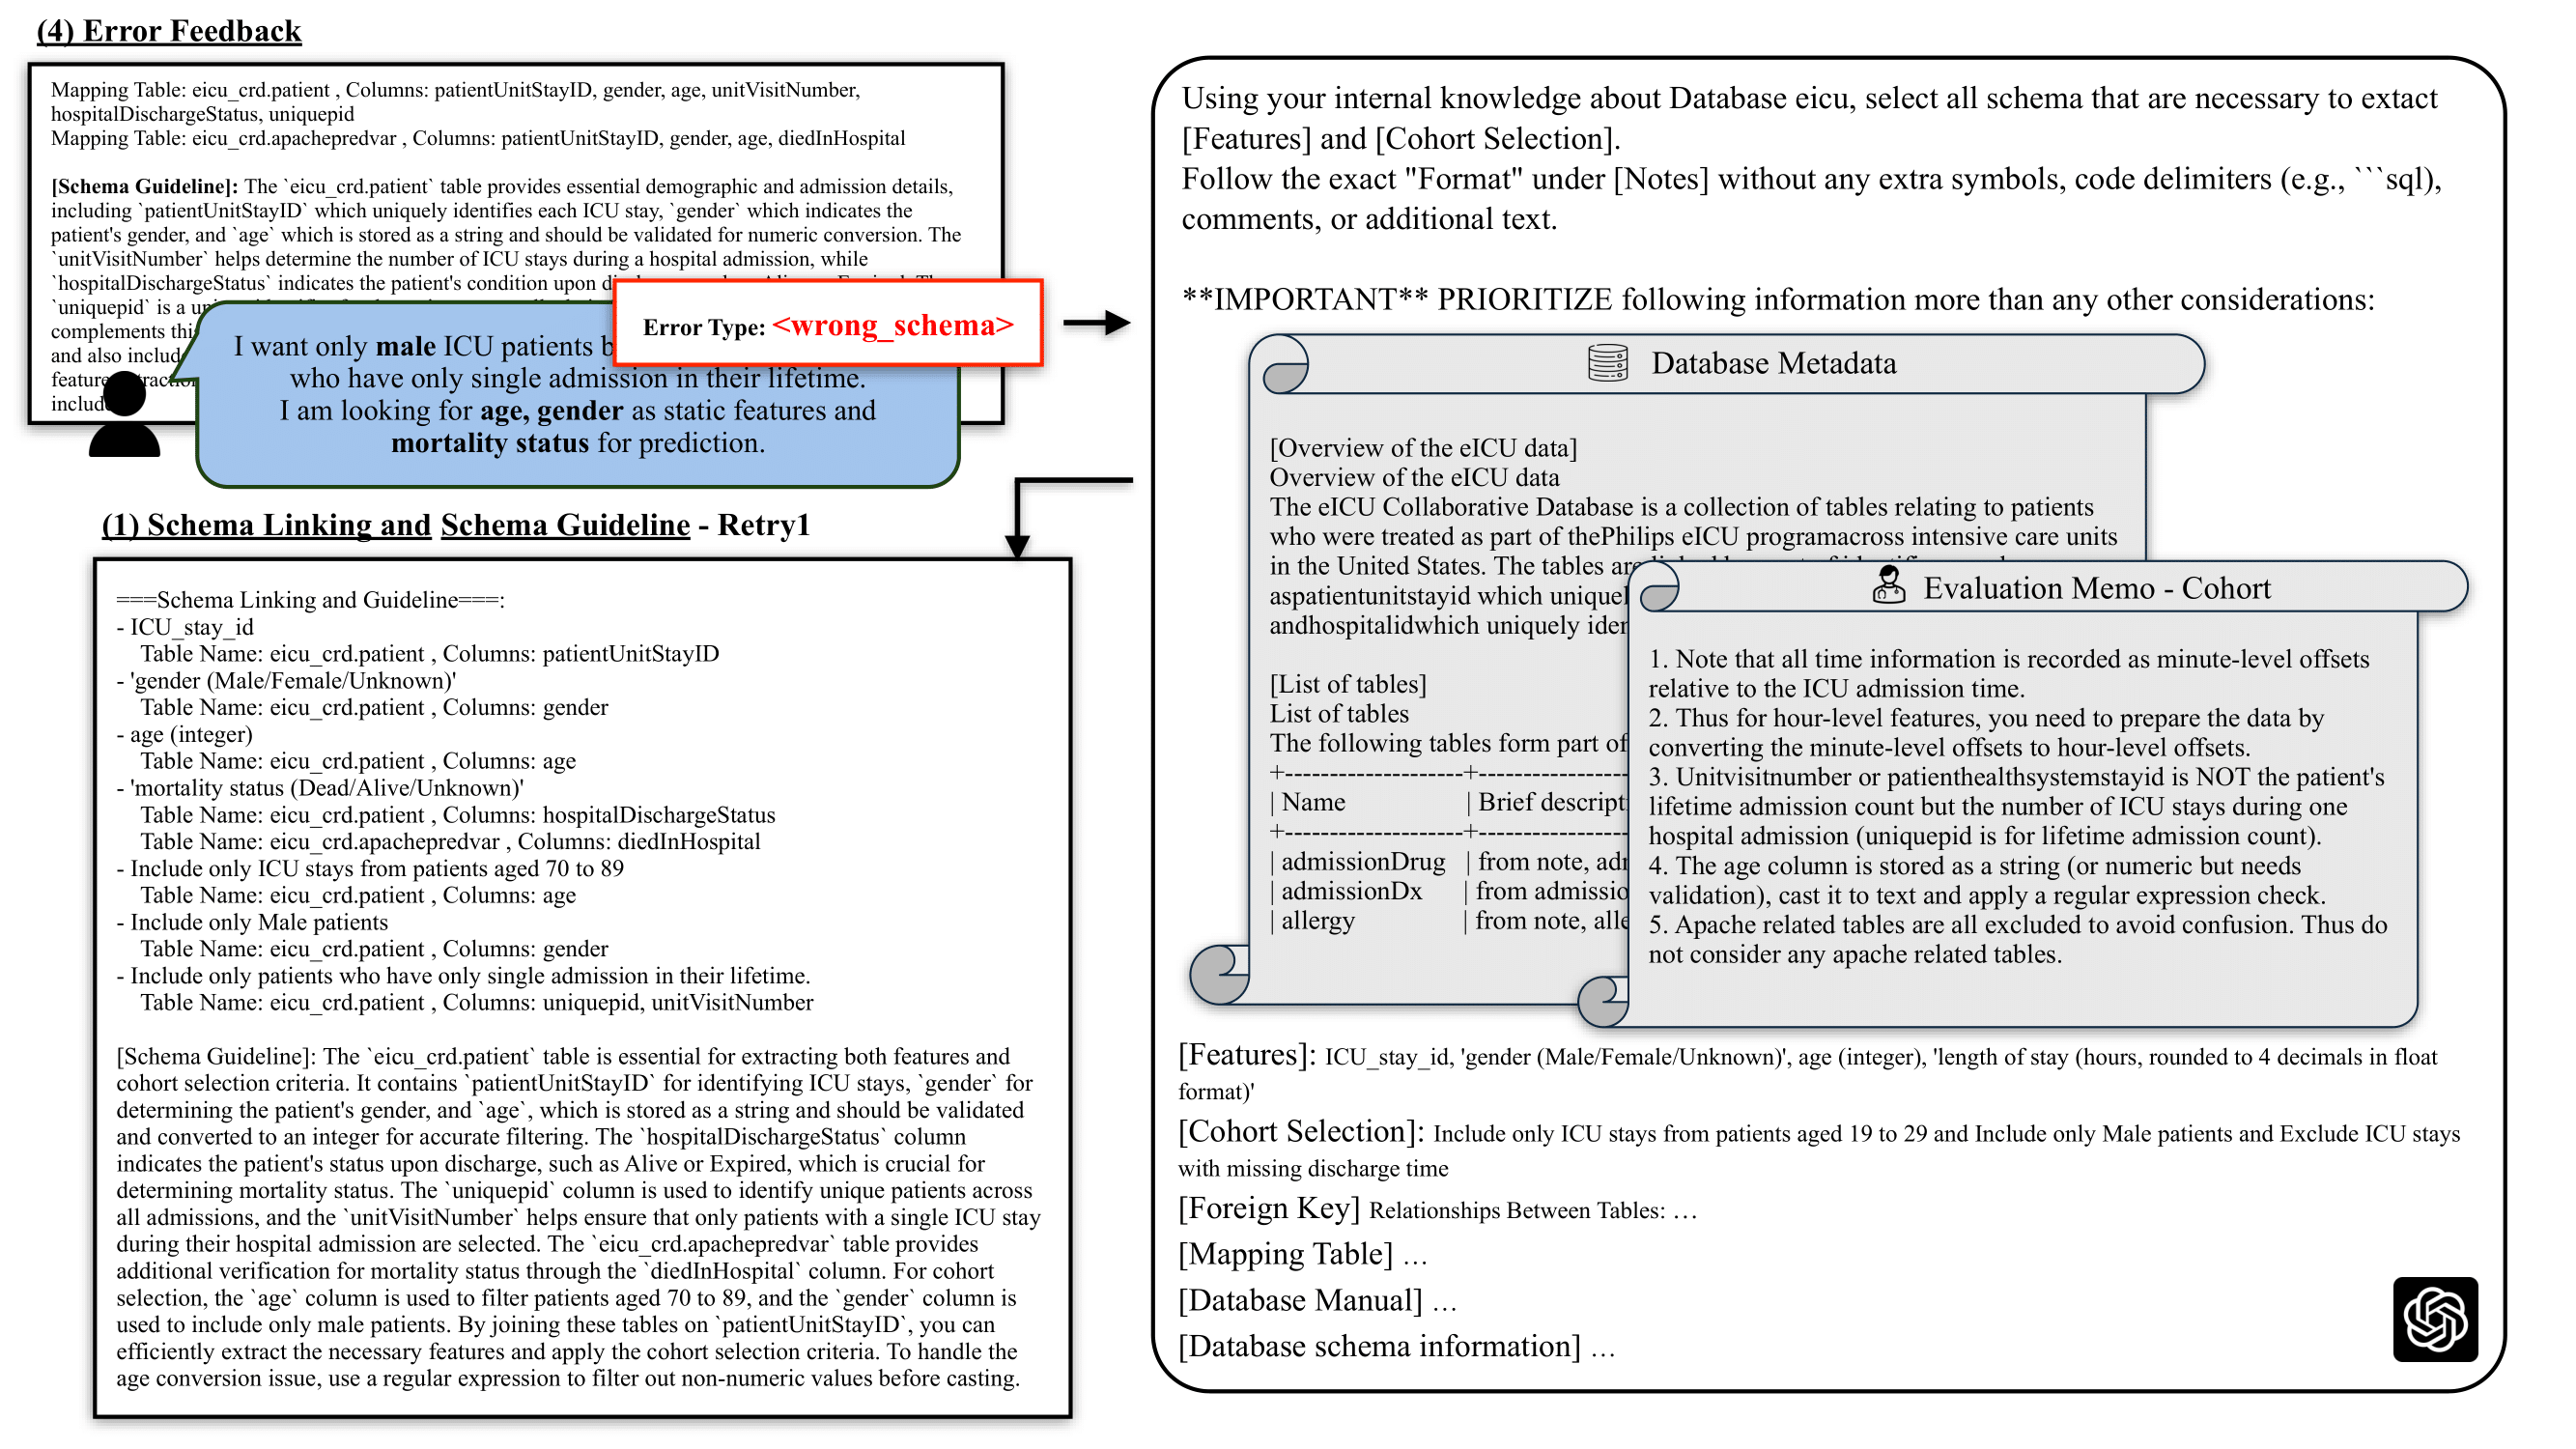 (4) Error Feedback
Mapping Table: eicu_crd.patient , Columns: patientUnitStayID, gender, age, unitVisitNumber,
hospitalDischargeStatus, uniquepid
Mapping Table: eicu_crd.apachepredvar , Columns: patientUnitStayID, gender, age, diedInHospital
[Schema Guideline]: The `eicu_crd.patient` table provides essential demographic and admission details,
including `patientUnitStayID` which uniquely identifies each ICU stay, `gender` which indicates the
patient's gender, and `age` which is stored as a string and should be validated for numeric conversion. The
`unitVisitNumber` helps determine the number of ICU stays during a hospital admission, while
`hospitalDischargeStatus` indicates the patient's condition upon
`uniquepid` is a
complements
and also
Error Type: <wrong_schema>
I want only male ICU patients
who have only single admission in their lifetime.
I am looking for age, gender as static features and
mortality status for prediction.
(1) Schema Linking and Schema Guideline - Retry1
===Schema Linking and Guideline===:
- ICU_stay_id
Table Name: eicu_crd.patient , Columns: patientUnitStayID
- 'gender (Male/Female/Unknown)'
Table Name: eicu_crd.patient , Columns: gender
- age (integer)
Table Name: eicu_crd.patient , Columns: age
- 'mortality status (Dead/Alive/Unknown)'
Table Name: eicu_crd.patient , Columns: hospitalDischargeStatus
Table Name: eicu_crd.apachepredvar , Columns: diedInHospital
- Include only ICU stays from patients aged 70 to 89
Table Name: eicu_crd.patient , Columns: age
- Include only Male patients
Table Name: eicu_crd.patient , Columns: gender
- Include only patients who have only single admission in their lifetime.
Table Name: eicu_crd.patient , Columns: uniquepid, unitVisitNumber
[Schema Guideline]: The `eicu_crd.patient` table is essential for extracting both features and
cohort selection criteria. It contains `patientUnitStayID` for identifying ICU stays, `gender` for
determining the patient's gender, and `age`, which is stored as a string and should be validated
and converted to an integer for accurate filtering. The `hospitalDischargeStatus` column
indicates the patient's status upon discharge, such as Alive or Expired, which is crucial for
determining mortality status. The `uniquepid` column is used to identify unique patients across
all admissions, and the `unitVisitNumber` helps ensure that only patients with a single ICU stay
during their hospital admission are selected. The `eicu_crd.apachepredvar` table provides
additional verification for mortality status through the `diedInHospital` column. For cohort
selection, the `age` column is used to filter patients aged 70 to 89, and the `gender` column is
used to include only male patients. By joining these tables on `patientUnitStayID`, you can
efficiently extract the necessary features and apply the cohort selection criteria. To handle the
age conversion issue, use a regular expression to filter out non-numeric values before casting.
Using your internal knowledge about Database eicu, select all schema that are necessary to extact
[Features] and [Cohort Selection].
Follow the exact "Format" under [Notes] without any extra symbols, code delimiters (e.g., ```sql),
comments, or additional text.
**IMPORTANT** PRIORITIZE following information more than any other considerations:
Database Metadata
[Overview of the eICU data]
Overview of the eICU data
The eICU Collaborative Database is a collection of tables relating to patients
who were treated as part of thePhilips eICU programacross intensive care units
in the United States. The tables are
aspatientunitstayid which
andhospitalidwhich uniquely
[List of tables]
List of tables
The following tables form part of
+--------------------+------------------
| Name | Brief
+--------------------+------------------
| admissionDrug | from note,
| admissionDx | from
| allergy | from note,
Evaluation Memo - Cohort
1. Note that all time information is recorded as minute-level offsets
relative to the ICU admission time.
2. Thus for hour-level features, you need to prepare the data by
converting the minute-level offsets to hour-level offsets.
3. Unitvisitnumber or patienthealthsystemstayid is NOT the patient's
lifetime admission count but the number of ICU stays during one
hospital admission (uniquepid is for lifetime admission count).
4. The age column is stored as a string (or numeric but needs
validation), cast it to text and apply a regular expression check.
5. Apache related tables are all excluded to avoid confusion. Thus do
not consider any apache related tables.
[Features]: ICU_stay_id, 'gender (Male/Female/Unknown)', age (integer), 'length of stay (hours, rounded to 4 decimals in float
format)'
[Cohort Selection]: Include only ICU stays from patients aged 19 to 29 and Include only Male patients and Exclude ICU stays
with missing discharge time
[Foreign Key] Relationships Between Tables: …
[Mapping Table] …
[Database Manual] …
[Database schema information] …